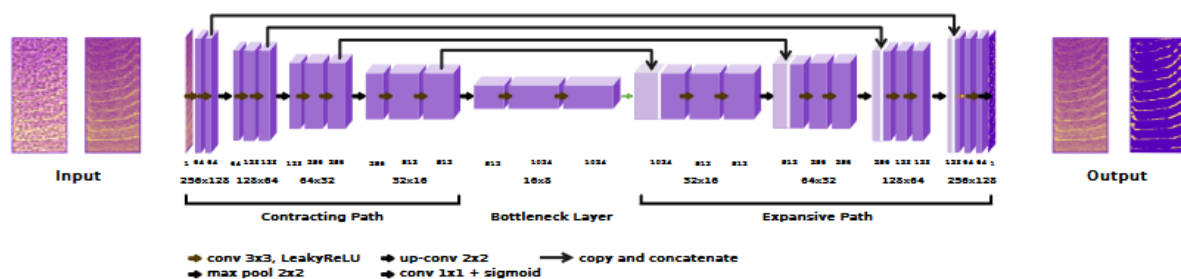 1 64 64 64 128 128 128 256 256 256 512 512 512 1024 1024 1024 512 512 512 256 256 256 128 128 128 64 64 1
256x128 128x64 64x32 32x16 16x8 32x16 64x32 128x64 256x128
Input
Output
Contracting Path Bottleneck Layer Expansive Path
conv 3x3, LeakyReLU up-conv 2x2 copy and concatenate
max pool 2x2 conv 1x1 + sigmoid